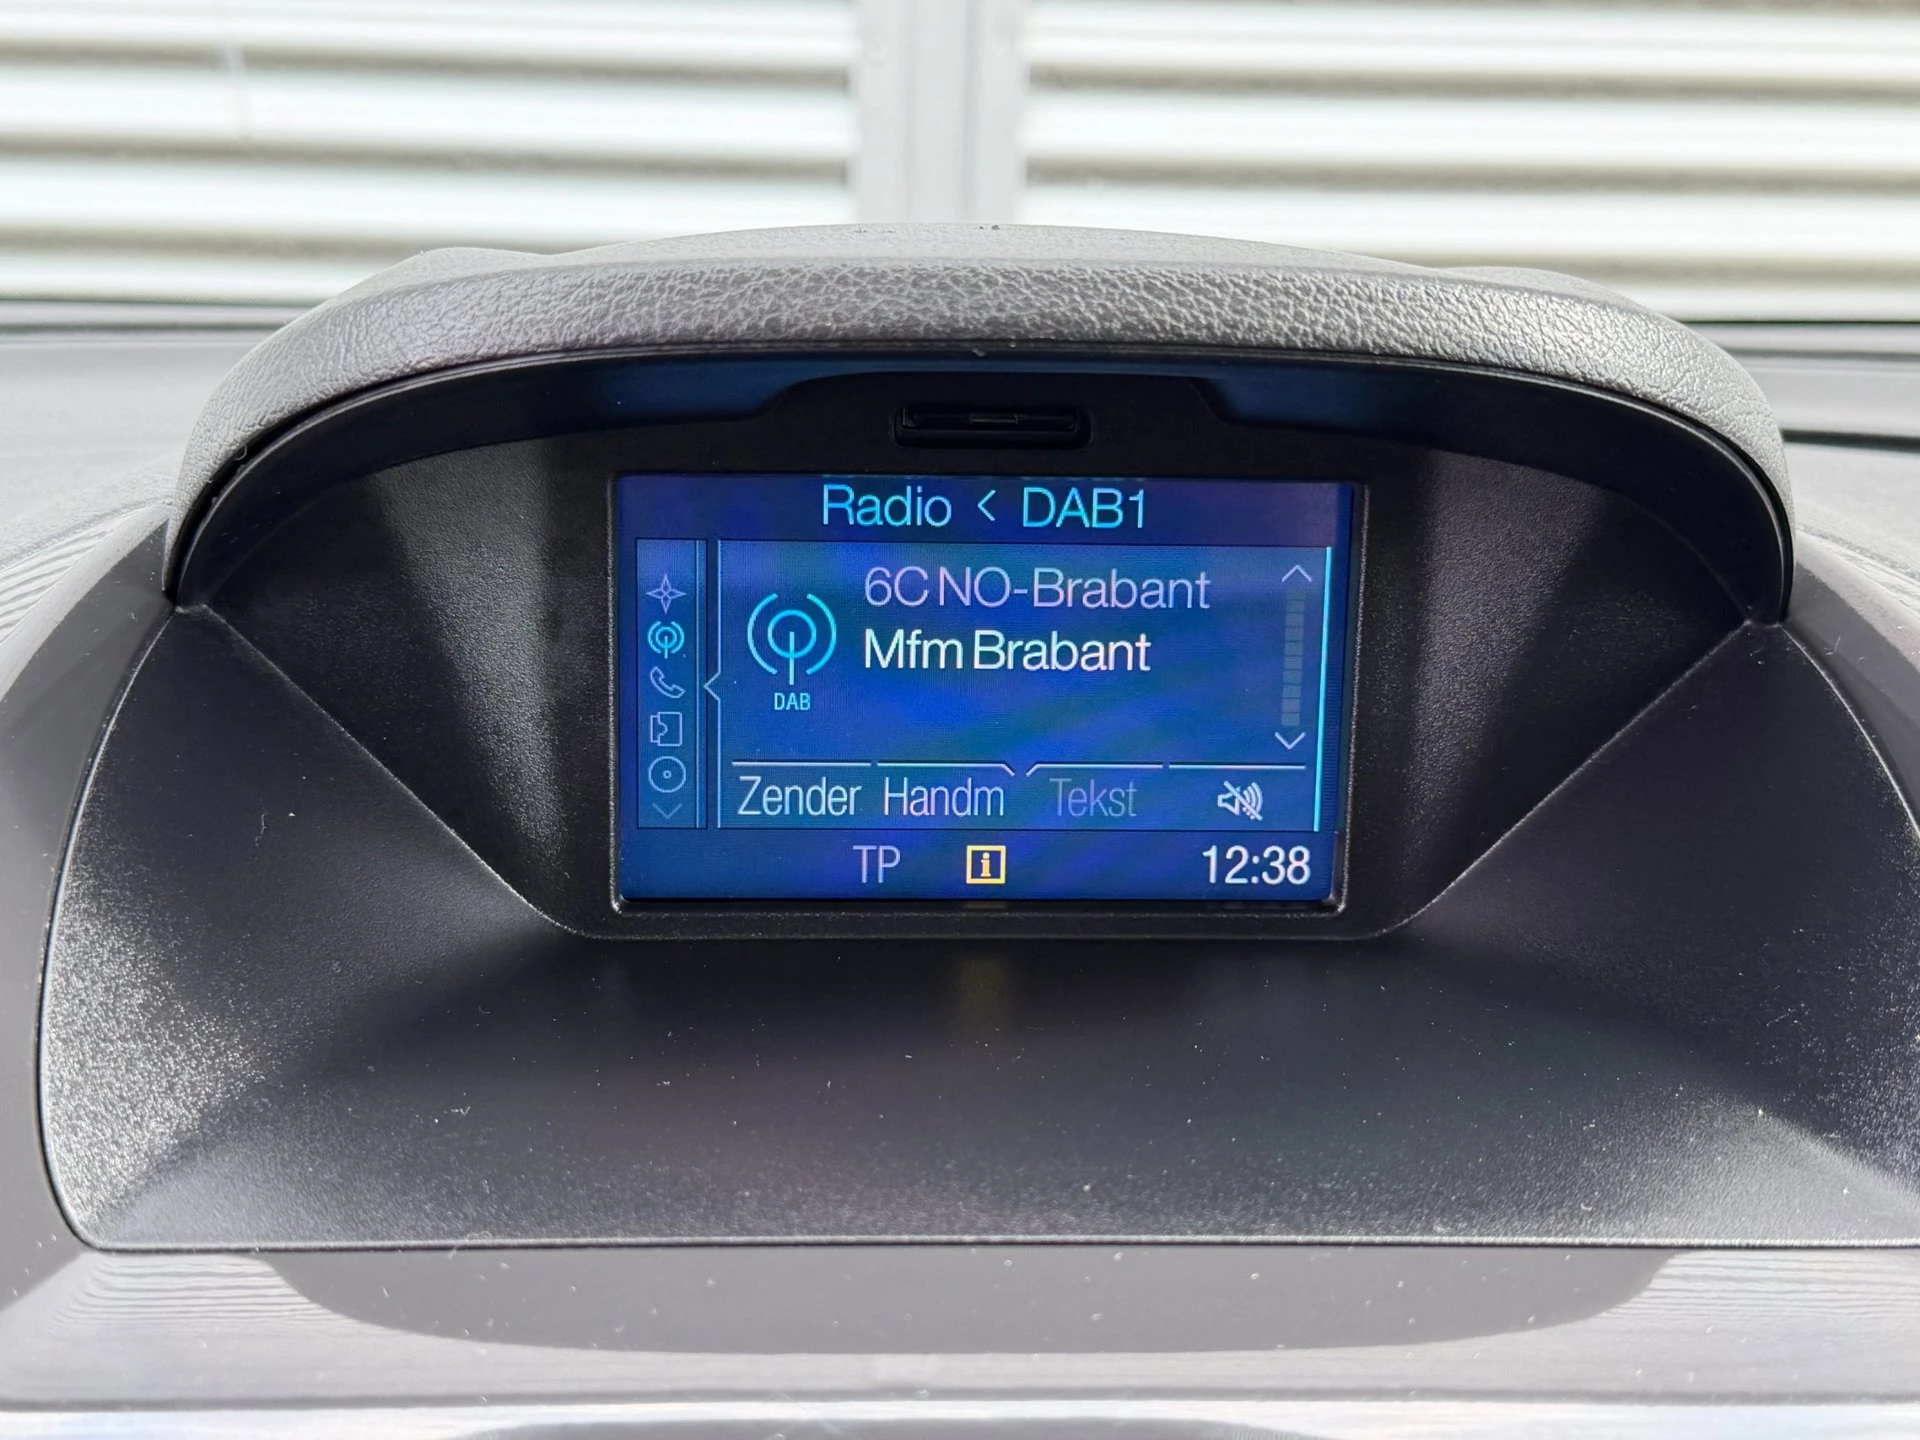 Radio < DAB1
6C NO-Brabant
Mfm Brabant
DAB
Zender Handm Tekst
TP i 12:38